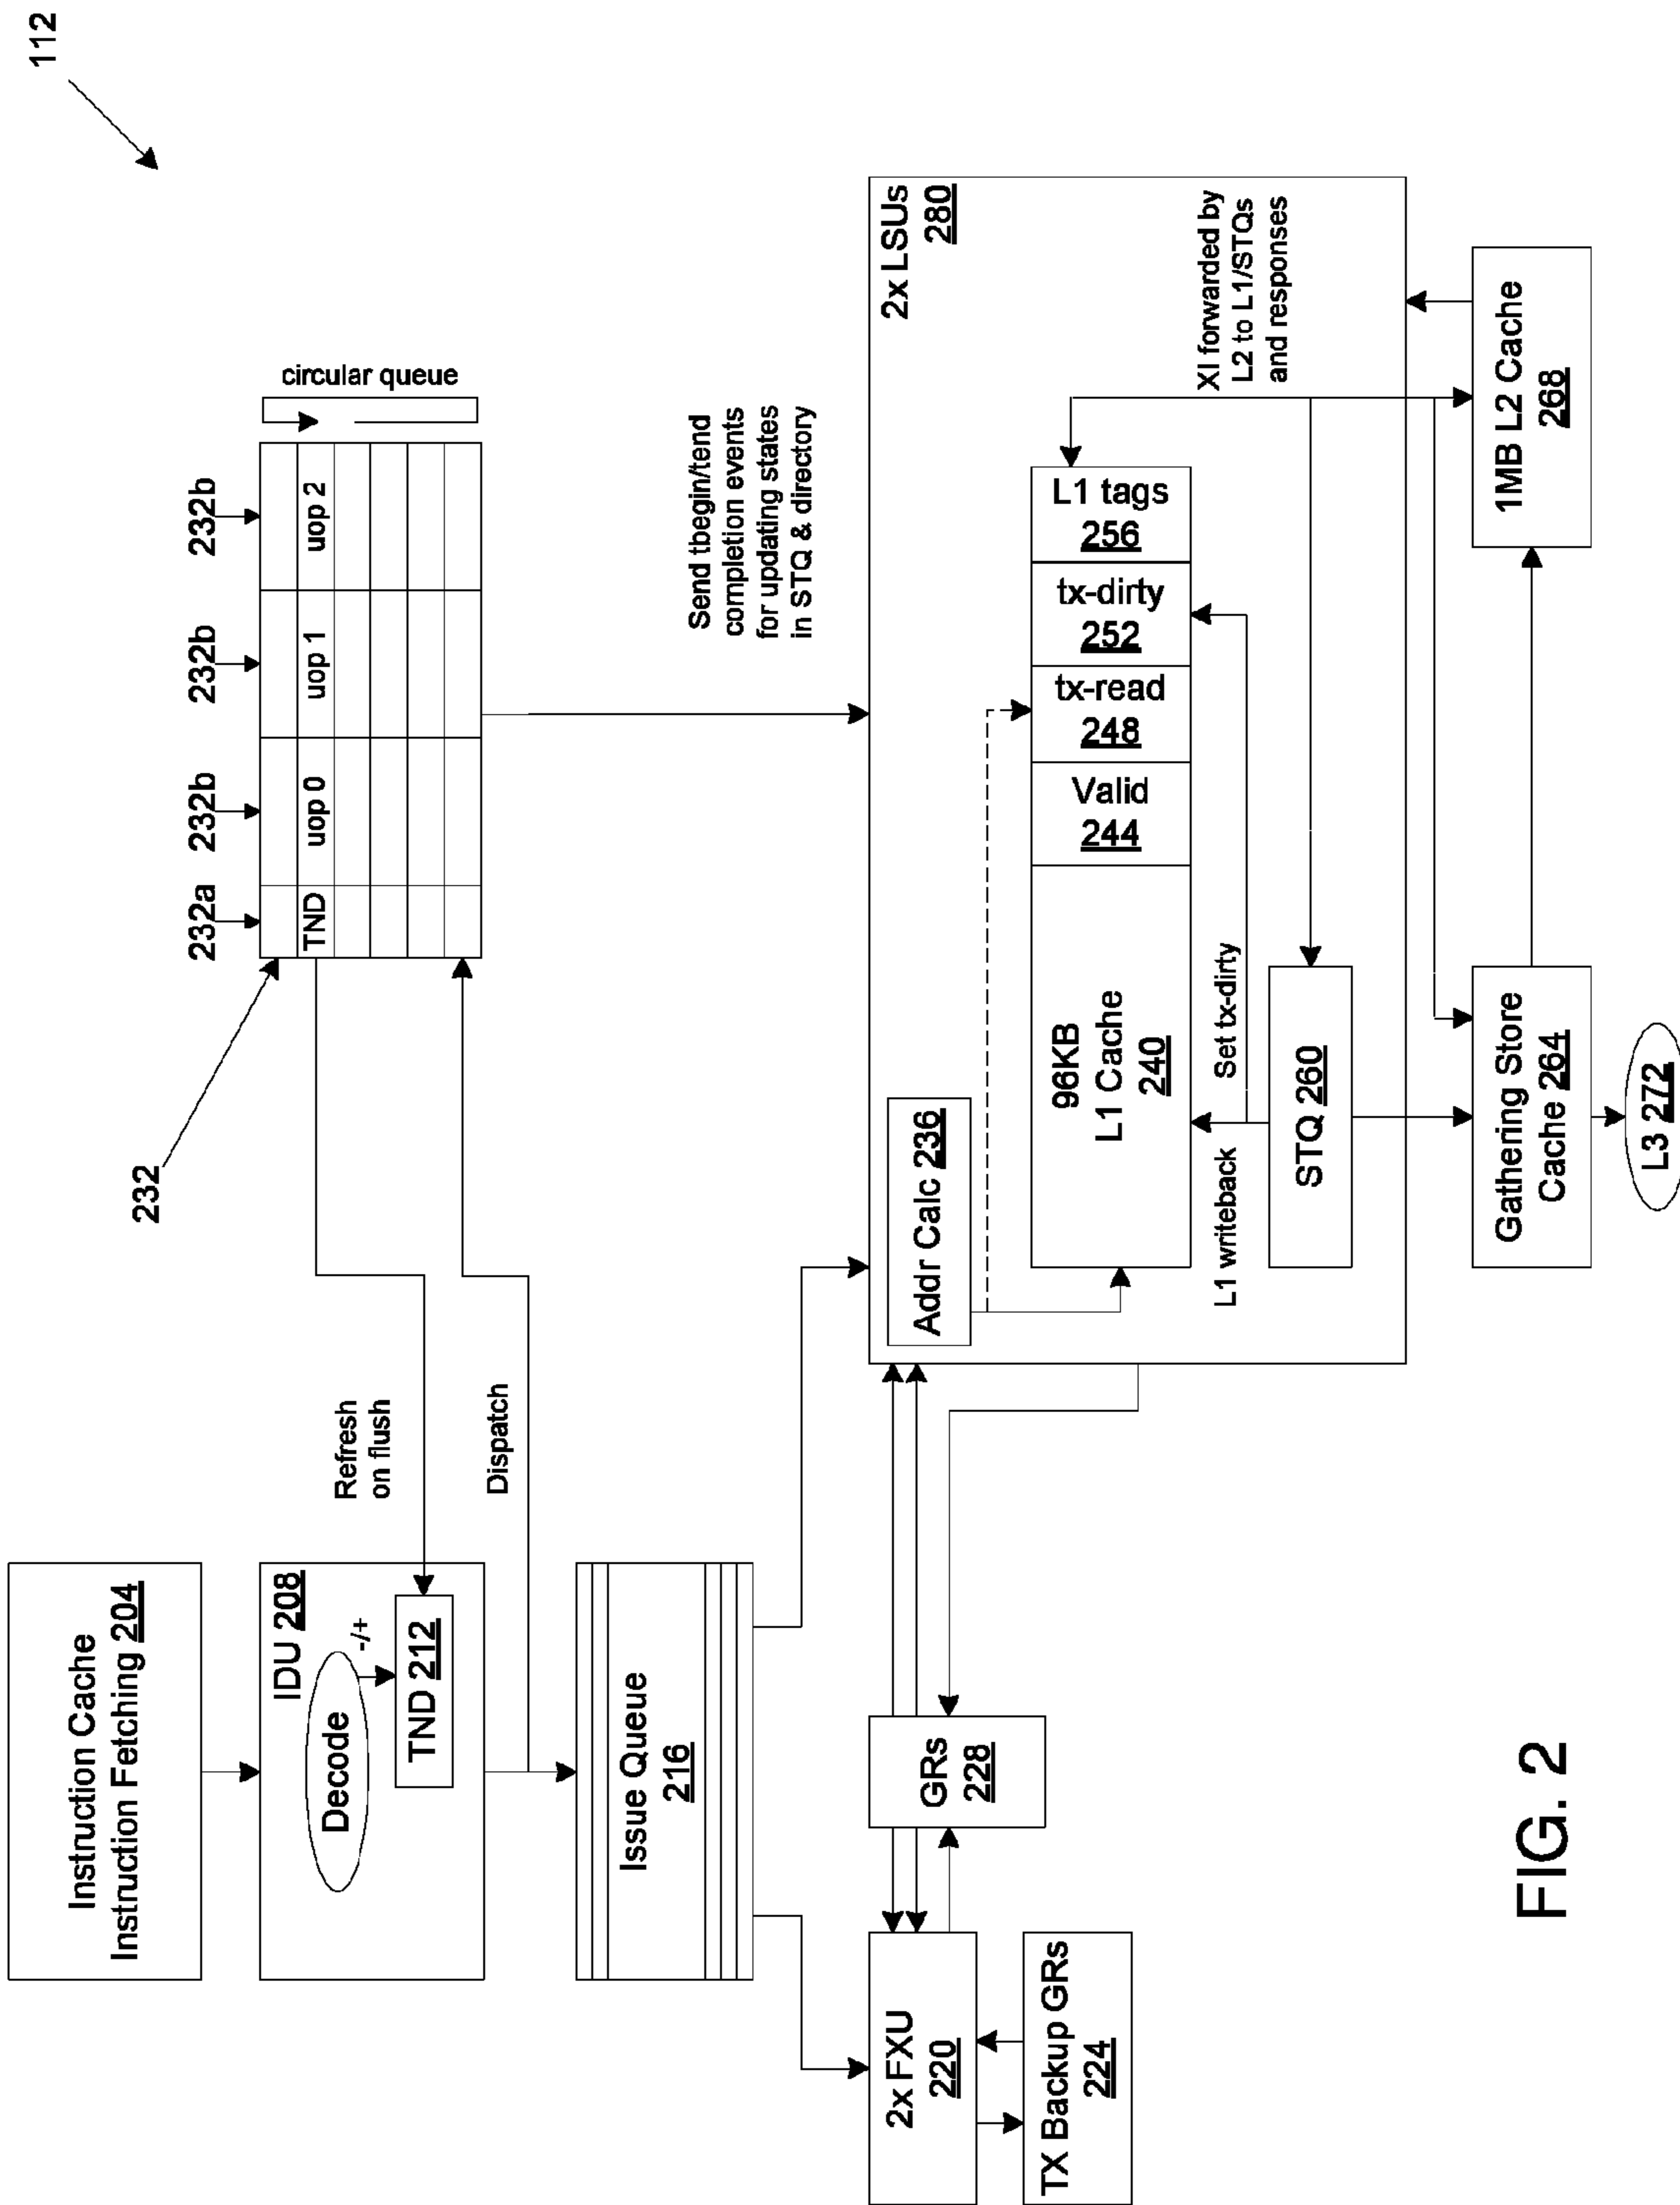 112
Instruction Cache
Instruction Fetching 204
IDU 208
Decode
-/+
TND 212
Refresh
on flush
Dispatch
232
232a
232b
232b
232b
TND
uop 0
uop 1
uop 2
circular queue
Issue Queue
216
Send tbegin/tend
completion events
for updating states
in STQ & directory
2x FXU
220
TX Backup GRs
224
GRs
228
2x LSUs
280
Addr Calc 236
96KB
L1 Cache
240
Valid
244
tx-read
248
tx-dirty
252
L1 tags
256
L1 writeback
Set tx-dirty
STQ 260
XI forwarded by
L2 to L1/STQs
and responses
Gathering Store
Cache 264
1MB L2 Cache
268
L3 272
FIG. 2